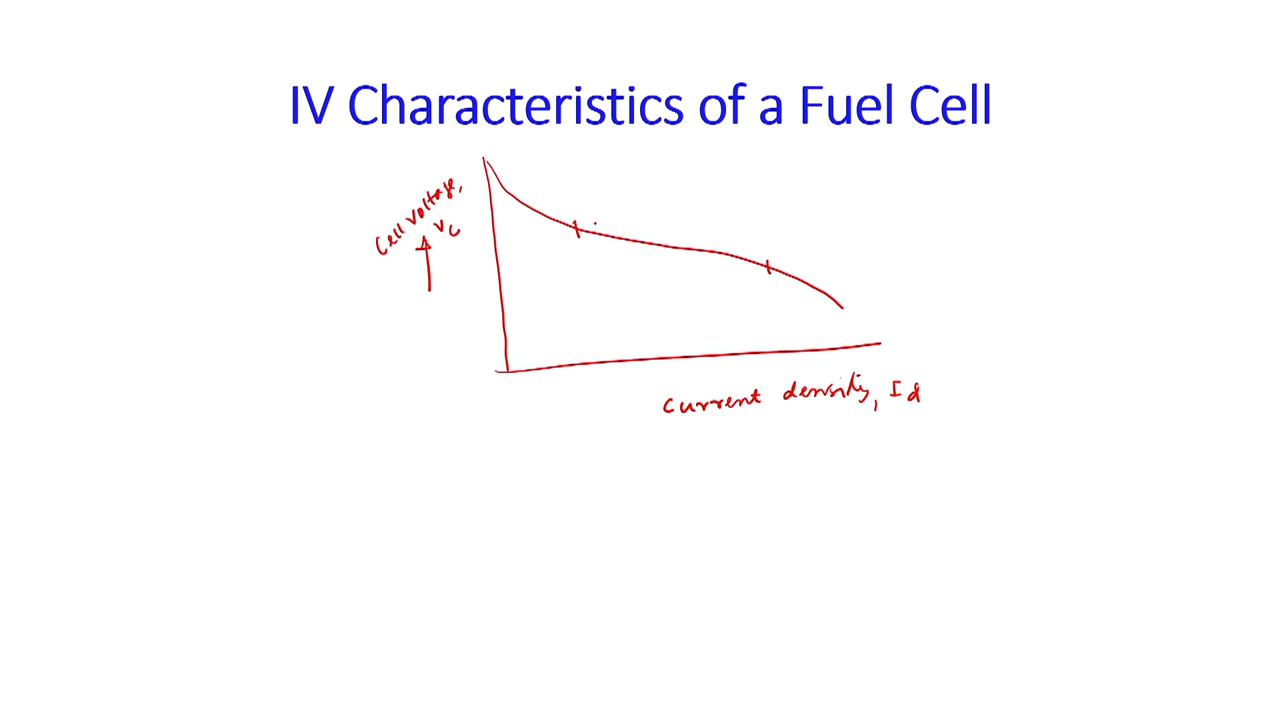 IV Characteristics of a Fuel Cell
Cell voltage,
Vc
Current density, Id